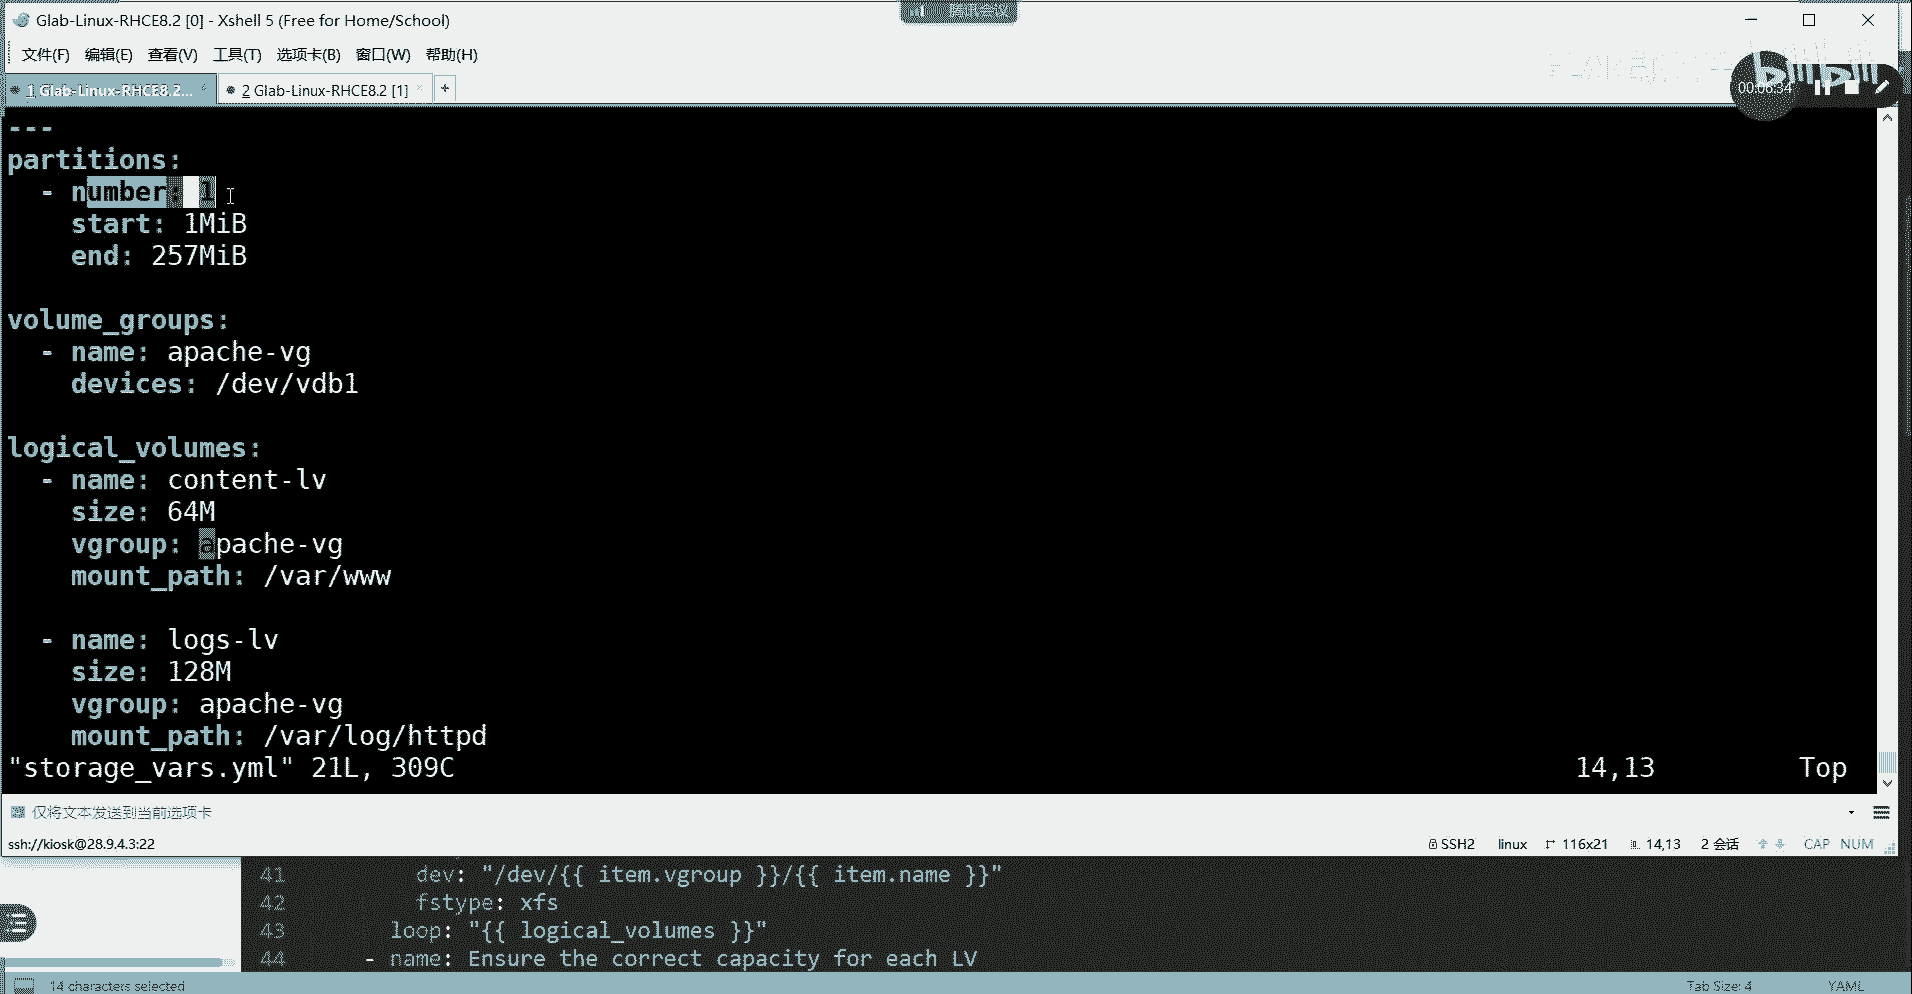 Glab-Linux-RHCE8.2 [0] - Xshell 5 (Free for Home/School)
腾讯会议
文件(F) 编辑(E) 查看(V) 工具(T) 选项卡(B) 窗口(W) 帮助(H)
1 Glab-Linux-RHCE8.2... 2 Glab-Linux-RHCE8.2 [1] +
00:06:34
---
partitions:
- number: 1
start: 1MiB
end: 257MiB
volume_groups:
- name: apache-vg
devices: /dev/vdb1
logical_volumes:
- name: content-lv
size: 64M
vgroup: apache-vg
mount_path: /var/www
- name: logs-lv
size: 128M
vgroup: apache-vg
mount_path: /var/log/httpd
"storage_vars.yml" 21L, 309C 14,13 Top
仅将文本发送到当前选项卡
ssh://kiosk@28.9.4.3:22 SSH2 linux 116x21 14,13 2 会话 CAP NUM
41 dev: "/dev/{{ item.vgroup }}/{{ item.name }}"
42 fstype: xfs
43 loop: "{{ logical_volumes }}"
44 - name: Ensure the correct capacity for each LV
14 characters selected Tab Size: 4 YAML